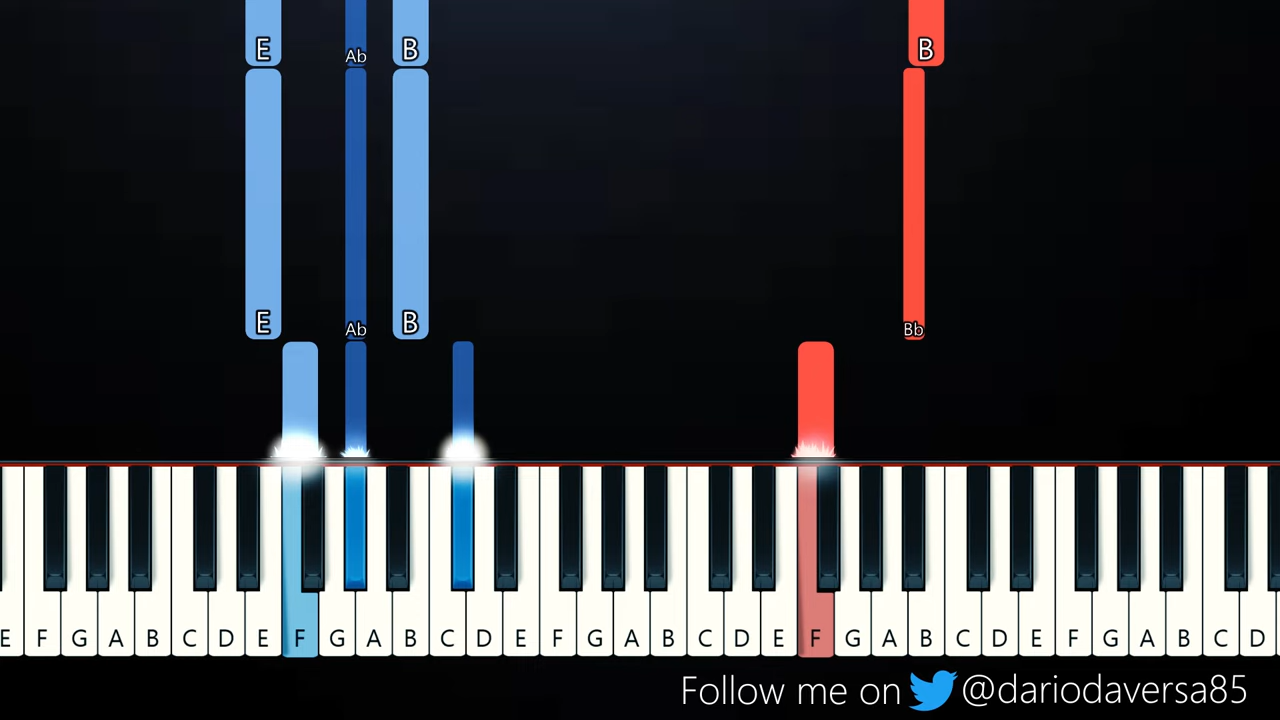 E Ab B B
E Ab B Bb
E F G A B C D E F G A B C D E F G A B C D E F G A B C D E F G A B C D
Follow me on @dariodaversa85